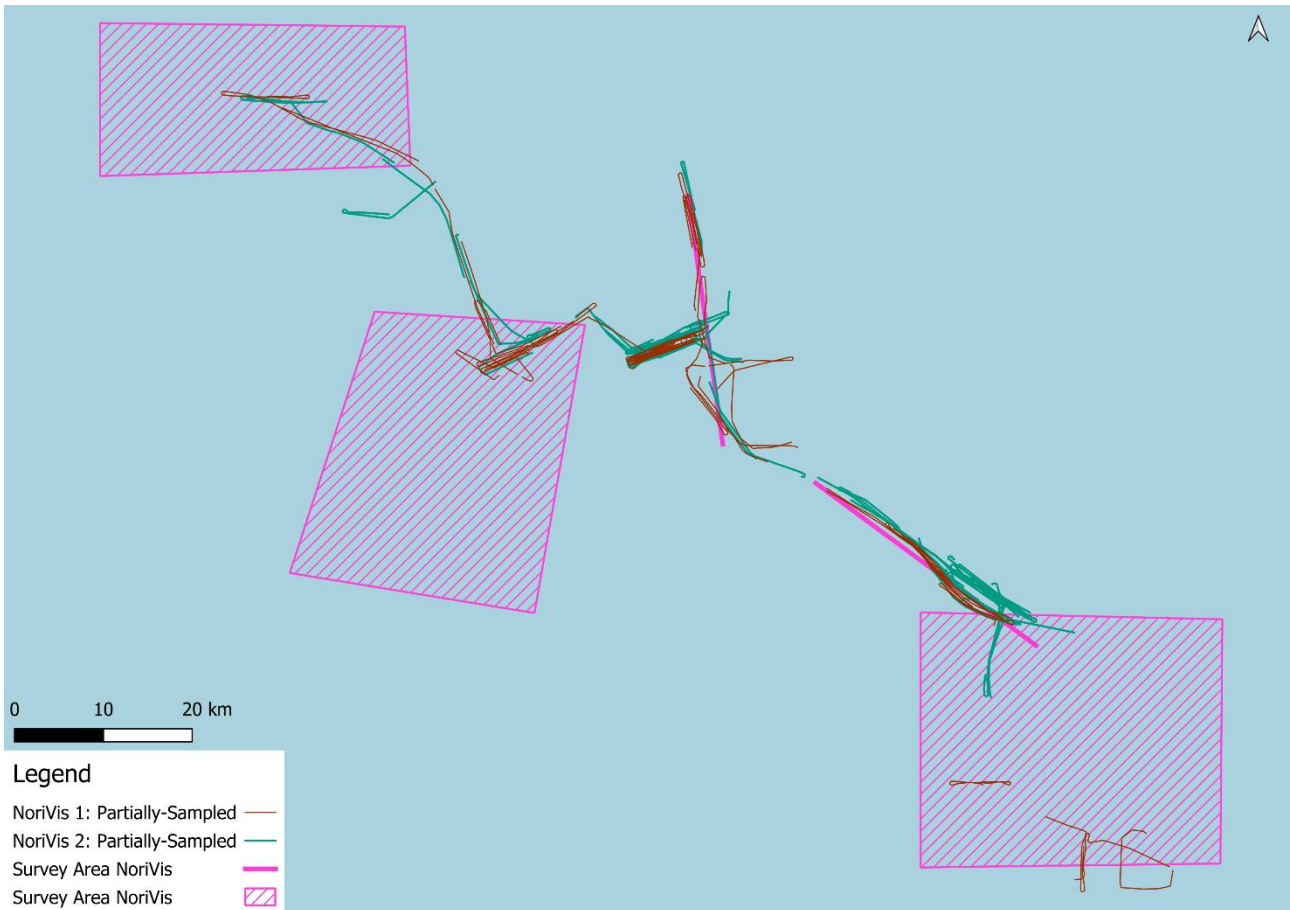 0 10 20 km
Legend
NoriVis 1: Partially-Sampled
NoriVis 2: Partially-Sampled
Survey Area NoriVis
Survey Area NoriVis